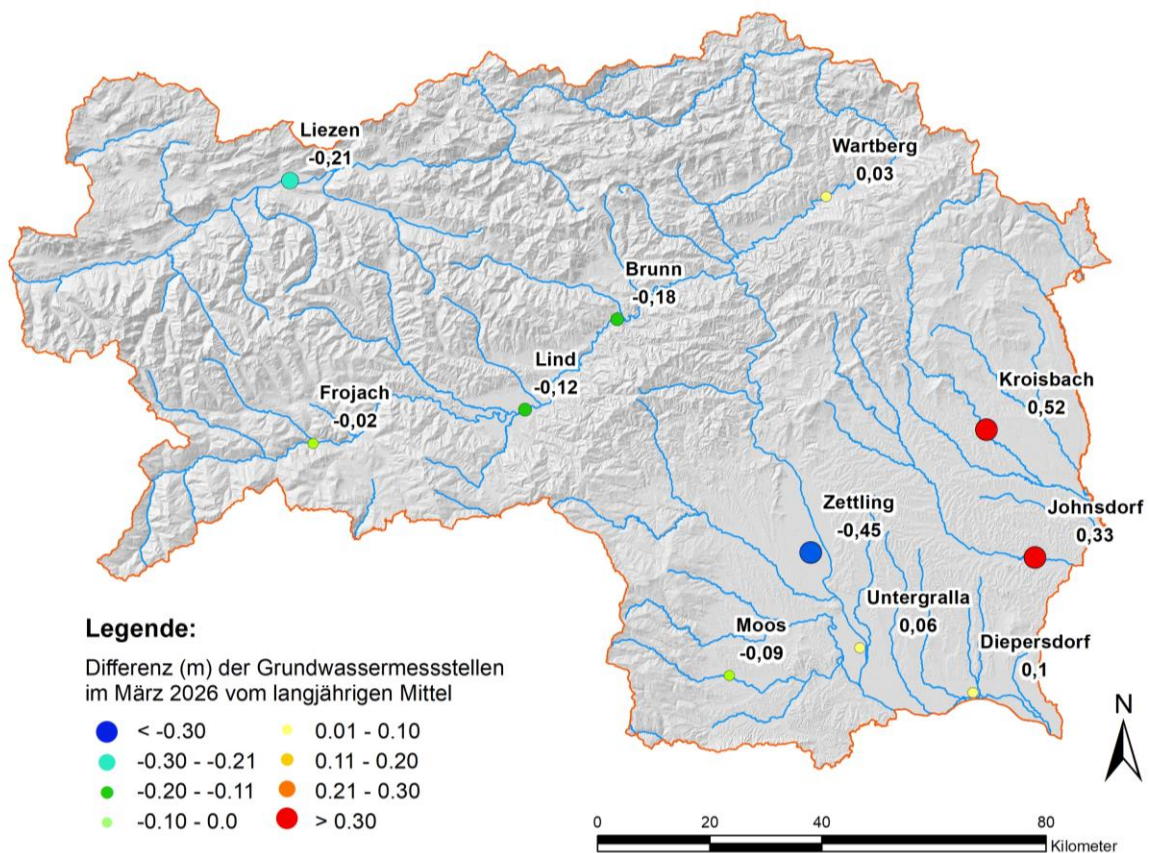 Liezen
-0,21
Wartberg
0,03
Brunn
-0,18
Lind
-0,12
Frojach
-0,02
Kroisbach
0,52
Zettling
-0,45
Johnsdorf
0,33
Untergralla
0,06
Moos
-0,09
Diepersdorf
0,1
Legende:
Differenz (m) der Grundwassermessstellen
im März 2026 vom langjährigen Mittel
< -0.30
-0.30 - -0.21
-0.20 - -0.11
-0.10 - 0.0
0.01 - 0.10
0.11 - 0.20
0.21 - 0.30
> 0.30
N
0 20 40 80
Kilometer